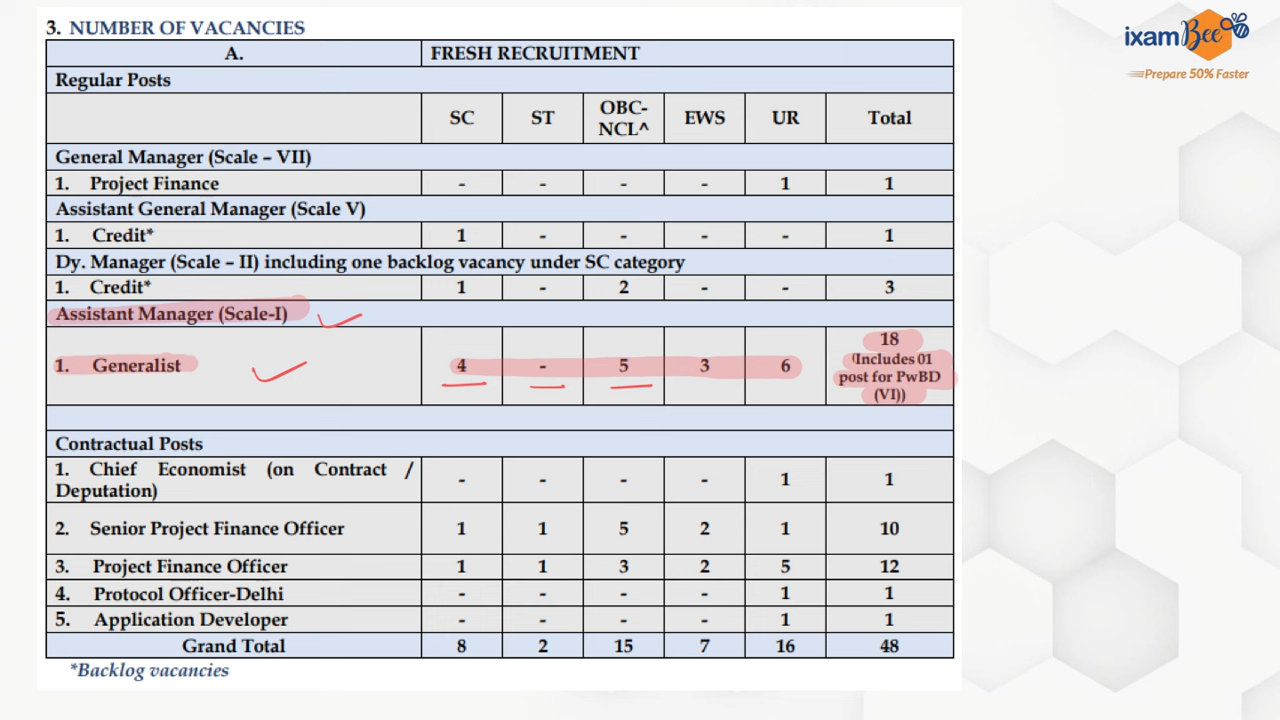 3. NUMBER OF VACANCIES
ixamBee
Prepare 50% Faster
A. FRESH RECRUITMENT
Regular Posts
SC ST OBC-NCL^ EWS UR Total
General Manager (Scale – VII)
1. Project Finance - - - - 1 1
Assistant General Manager (Scale V)
1. Credit* 1 - - - - 1
Dy. Manager (Scale – II) including one backlog vacancy under SC category
1. Credit* 1 - 2 - - 3
Assistant Manager (Scale-I)
1. Generalist 4 - 5 3 6 18
(Includes 01
post for PwBD
(VI))
Contractual Posts
1. Chief Economist (on Contract /
Deputation) - - - - 1 1
2. Senior Project Finance Officer 1 1 5 2 1 10
3. Project Finance Officer 1 1 3 2 5 12
4. Protocol Officer-Delhi - - - - 1 1
5. Application Developer - - - - 1 1
Grand Total 8 2 15 7 16 48
*Backlog vacancies